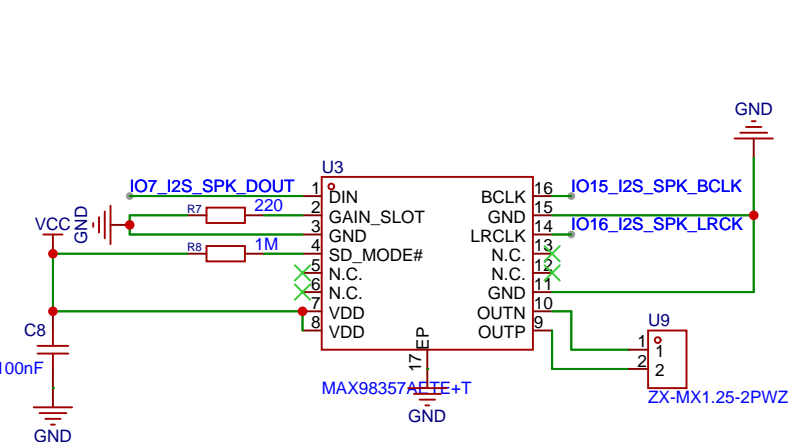 GND
U3
IO7_I2S_SPK_DOUT
1
DIN
BCLK
16
IO15_I2S_SPK_BCLK
R7
220
2
GAIN_SLOT
GND
15
VCC
GND
3
GND
LRCLK
14
IO16_I2S_SPK_LRCK
R8
1M
4
SD_MODE#
N.C.
13
5
N.C.
N.C.
12
6
N.C.
GND
11
7
VDD
OUTN
10
8
VDD
OUTP
9
C8
100nF
GND
17
EP
MAX98357AETE+T
GND
U9
1
1
2
2
ZX-MX1.25-2PWZ